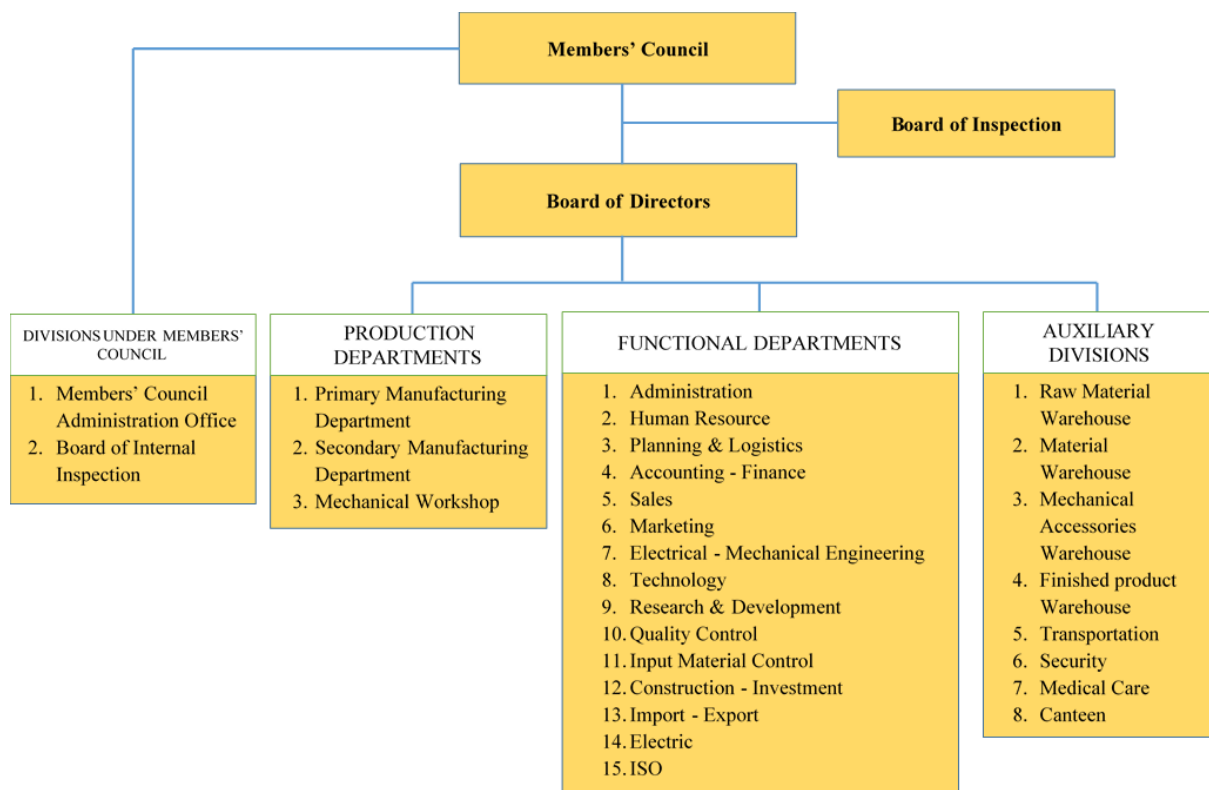 Members’ Council
Board of Inspection
Board of Directors
DIVISIONS UNDER MEMBERS’
COUNCIL
1. Members’ Council
Administration Office
2. Board of Internal
Inspection
PRODUCTION
DEPARTMENTS
1. Primary Manufacturing
Department
2. Secondary Manufacturing
Department
3. Mechanical Workshop
FUNCTIONAL DEPARTMENTS
1. Administration
2. Human Resource
3. Planning & Logistics
4. Accounting - Finance
5. Sales
6. Marketing
7. Electrical - Mechanical Engineering
8. Technology
9. Research & Development
10. Quality Control
11. Input Material Control
12. Construction - Investment
13. Import - Export
14. Electric
15. ISO
AUXILIARY
DIVISIONS
1. Raw Material
Warehouse
2. Material
Warehouse
3. Mechanical
Accessories
Warehouse
4. Finished product
Warehouse
5. Transportation
6. Security
7. Medical Care
8. Canteen